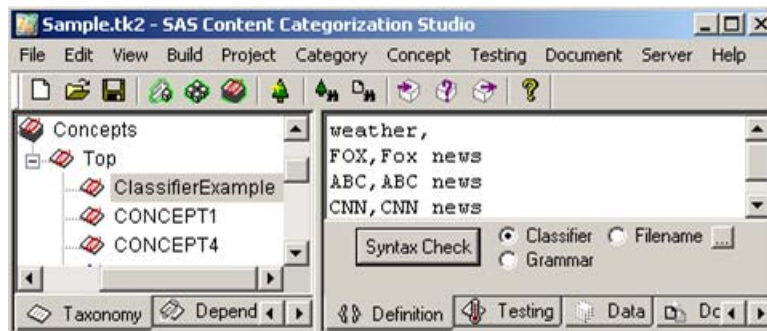 Sample.tk2 - SAS Content Categorization Studio
File Edit View Build Project Category Concept Testing Document Server Help
Concepts
Top
ClassifierExample
CONCEPT1
CONCEPT4
weather,
FOX,Fox news
ABC,ABC news
CNN,CNN news
Syntax Check
Classifier
Filename
...
Grammar
Taxonomy
Depend
Definition
Testing
Data
Dc